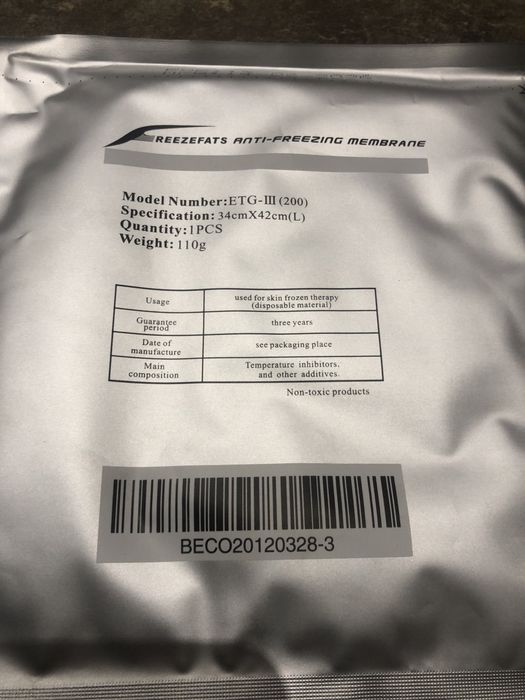 FREEZEFATS ANTI-FREEZING MEMBRANE
Model Number:ETG-III(200)
Specification: 34cmX42cm(L)
Quantity:1PCS
Weight: 110g
Usage
used for skin frozen therapy
(disposable material)
Guarantee
period
three years
Date of
manufacture
see packaging place
Main
composition
Temperature inhibitors,
and other additives.
Non-toxic products
BECO20120328-3